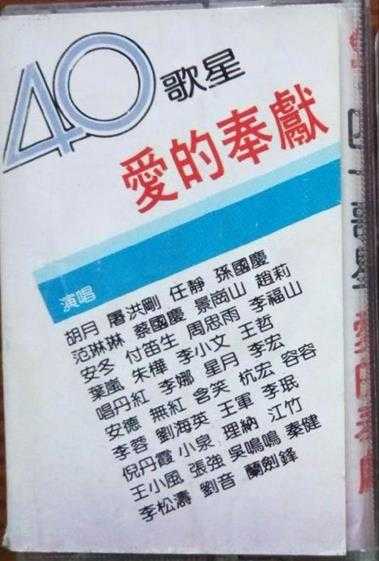 40歌星
愛的奉獻
演唱
胡月 屠洪剛 任靜 孫國慶
范琳琳 蔡國慶 景崗山 趙莉
安冬 付笛生 周思雨 李福山
葉嵐 朱樺 李小文 王哲
唱丹紅 李娜 星月 李宏
安德 無紅 含笑 杭宏 容容
李蓉 劉海英 王軍 李珉
倪丹霞 小泉 理納 江竹
王小風 張強 吳鳴鳴 秦健
李松濤 劉音 蘭劍鋒